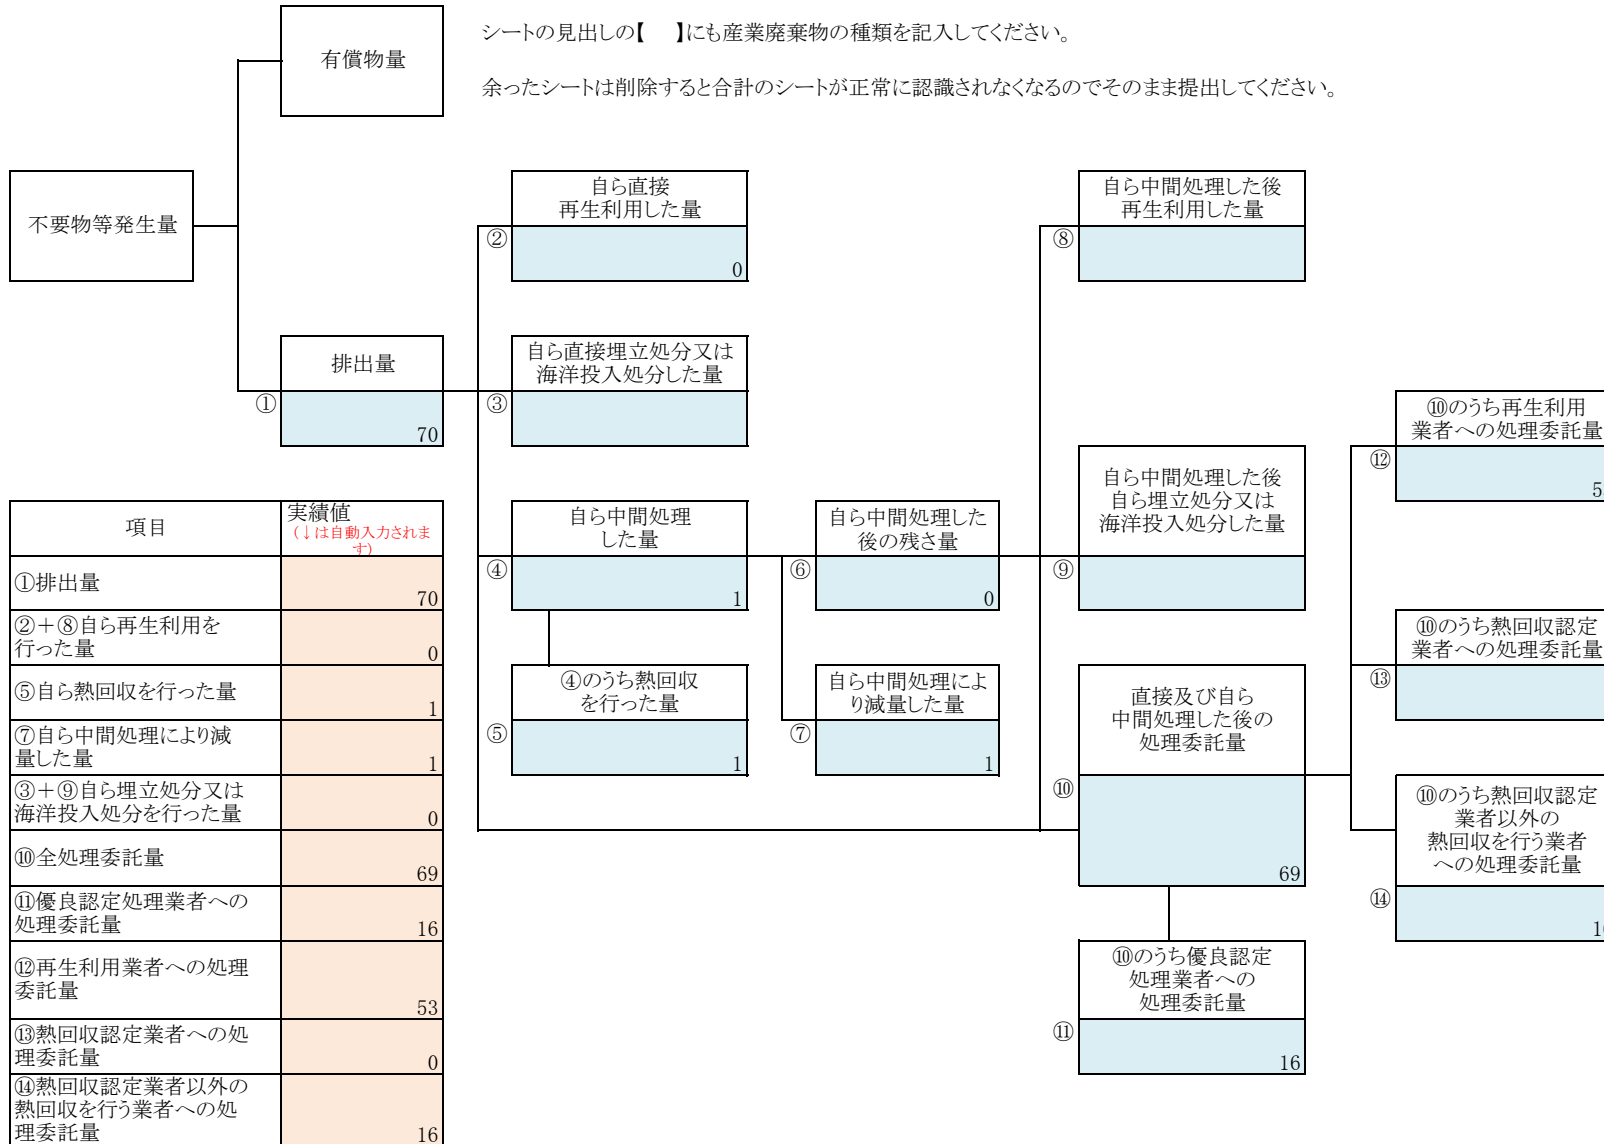 シートの見出しの【　】にも産業廃棄物の種類を記入してください。
有償物量
余ったシートは削除すると合計のシートが正常に認識されなくなるのでそのまま提出してください。
不要物等発生量
自ら直接
再生利用した量
②
0
自ら中間処理した後
再生利用した量
⑧
排出量
①
70
自ら直接埋立処分又は
海洋投入処分した量
③
⑩のうち再生利用
業者への処理委託量
⑫
自ら中間処理
した量
④
1
自ら中間処理した
後の残さ量
⑥
0
自ら中間処理した後
自ら埋立処分又は
海洋投入処分した量
⑨
⑩のうち熱回収認定
業者への処理委託量
⑬
④のうち熱回収
を行った量
⑤
1
自ら中間処理によ
り減量した量
⑦
1
直接及び自ら
中間処理した後の
処理委託量
⑩
69
⑩のうち熱回収認定
業者以外の
熱回収を行う業者
への処理委託量
⑭
⑩のうち優良認定
処理業者への
処理委託量
⑪
16
項目
実績値
(↓は自動入力されま
す)
①排出量
70
②＋⑧自ら再生利用を
行った量
0
⑤自ら熱回収を行った量
1
⑦自ら中間処理により減
量した量
1
③＋⑨自ら埋立処分又は
海洋投入処分を行った量
0
⑩全処理委託量
69
⑪優良認定処理業者への
処理委託量
16
⑫再生利用業者への処理
委託量
53
⑬熱回収認定業者への処
理委託量
0
⑭熱回収認定業者以外の
熱回収を行う業者への処
理委託量
16